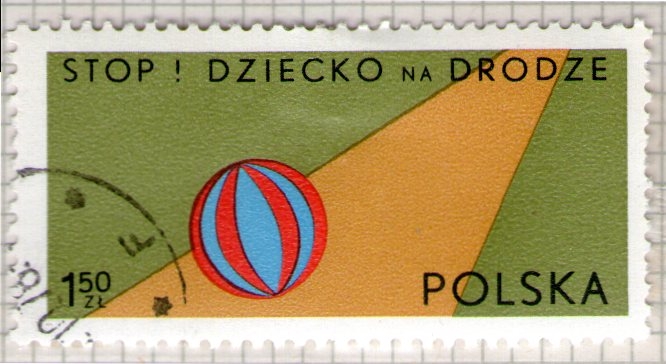 STOP ! DZIECKO NA DRODZE
1.50
ZŁ
POLSKA